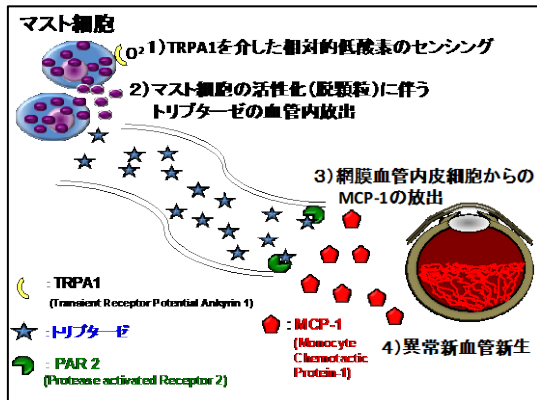 マスト細胞
O² 1)TRPA1を介した相対的低酸素のセンシング
2)マスト細胞の活性化(脱顆粒)に伴う
トリプターゼの血管内放出
3)網膜血管内皮細胞からの
MCP-1の放出
: TRPA1
(Transient Receptor Potential Ankyrin 1)
: トリプターゼ
: PAR 2
(Protease activated Receptor 2)
: MCP-1
(Monocyte
Chemotactic
Protein-1)
4)異常新血管新生